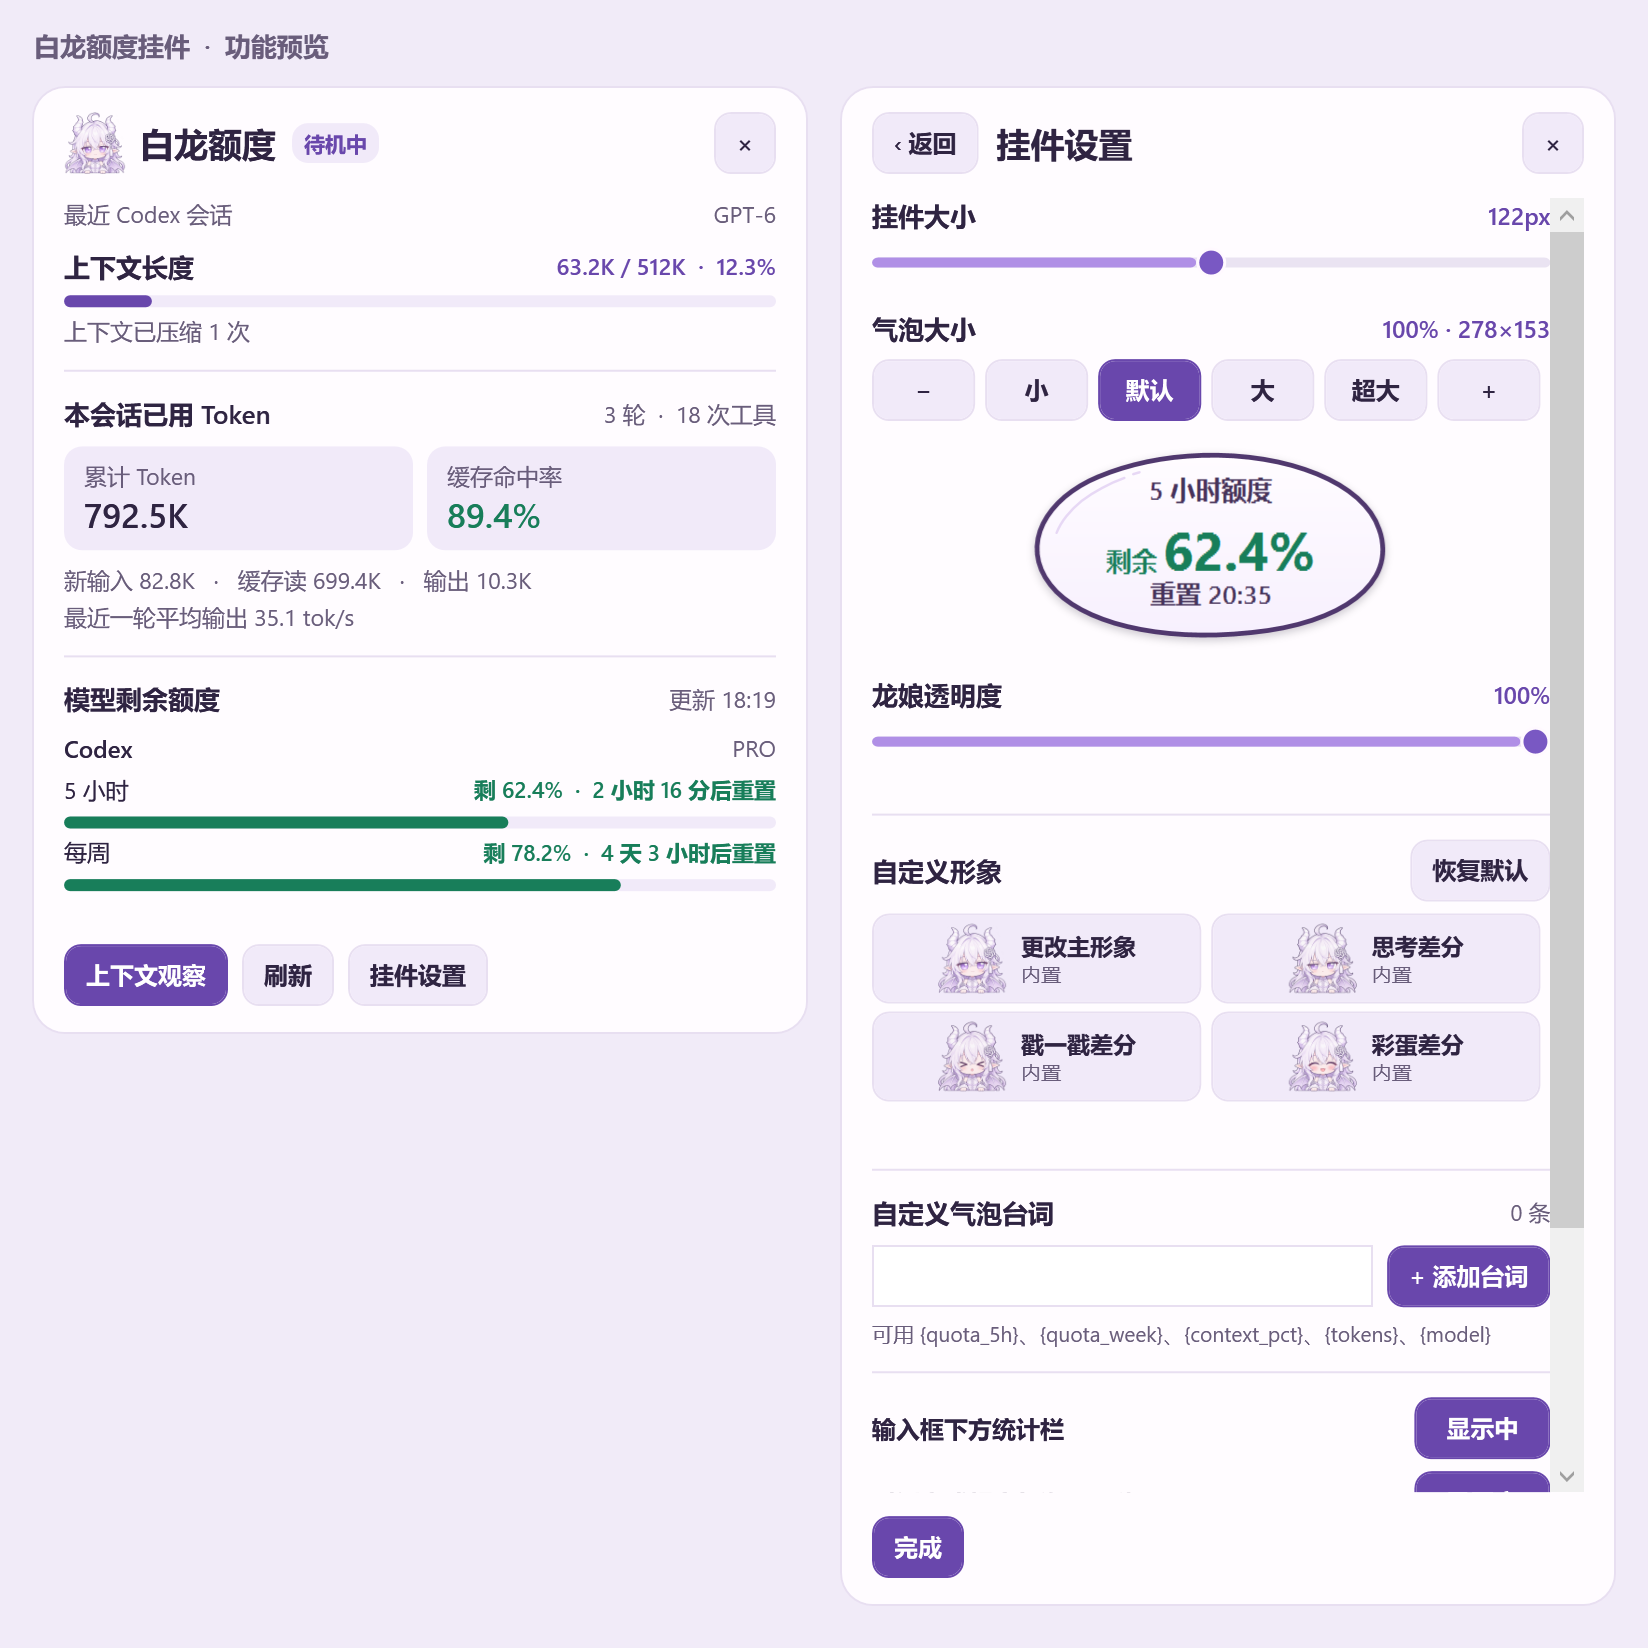 白龙额度挂件 · 功能预览
白龙额度 待机中 ×
最近 Codex 会话 GPT-6
上下文长度 63.2K / 512K · 12.3%
上下文已压缩 1 次
本会话已用 Token 3 轮 · 18 次工具
累计 Token 缓存命中率
792.5K 89.4%
新输入 82.8K · 缓存读 699.4K · 输出 10.3K
最近一轮平均输出 35.1 tok/s
模型剩余额度 更新 18:19
Codex PRO
5 小时 剩 62.4% · 2 小时 16 分后重置
每周 剩 78.2% · 4 天 3 小时后重置
上下文观察 刷新 挂件设置
‹ 返回 挂件设置 ×
挂件大小 122px
气泡大小 100% · 278×153
− 小 默认 大 超大 +
5 小时额度
剩余 62.4%
重置 20:35
龙娘透明度 100%
自定义形象 恢复默认
更改主形象 思考差分
内置 内置
戳一戳差分 彩蛋差分
内置 内置
自定义气泡台词 0 条
+ 添加台词
可用 {quota_5h}、{quota_week}、{context_pct}、{tokens}、{model}
输入框下方统计栏 显示中
完成